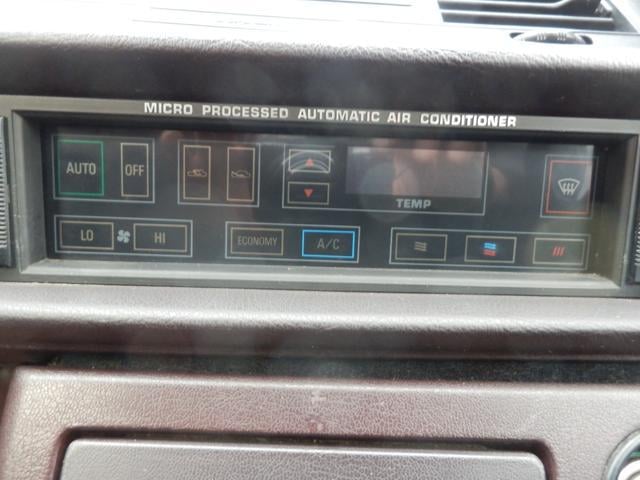 MICRO PROCESSED AUTOMATIC AIR CONDITIONER
AUTO OFF
TEMP
LO HI ECONOMY A/C